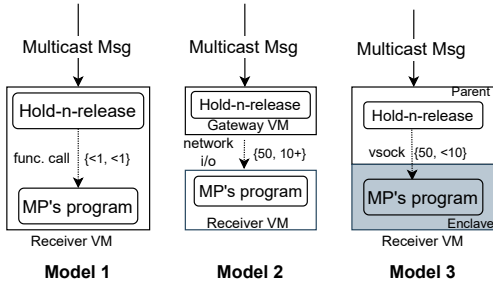 Multicast Msg
Hold-n-release
func. call {<1, <1}
MP's program
Receiver VM
Model 1
Multicast Msg
Hold-n-release
Gateway VM
network
i/o
{50, 10+}
MP's program
Receiver VM
Model 2
Multicast Msg
Parent
Hold-n-release
vsock {50, <10}
MP's program
Enclave
Receiver VM
Model 3